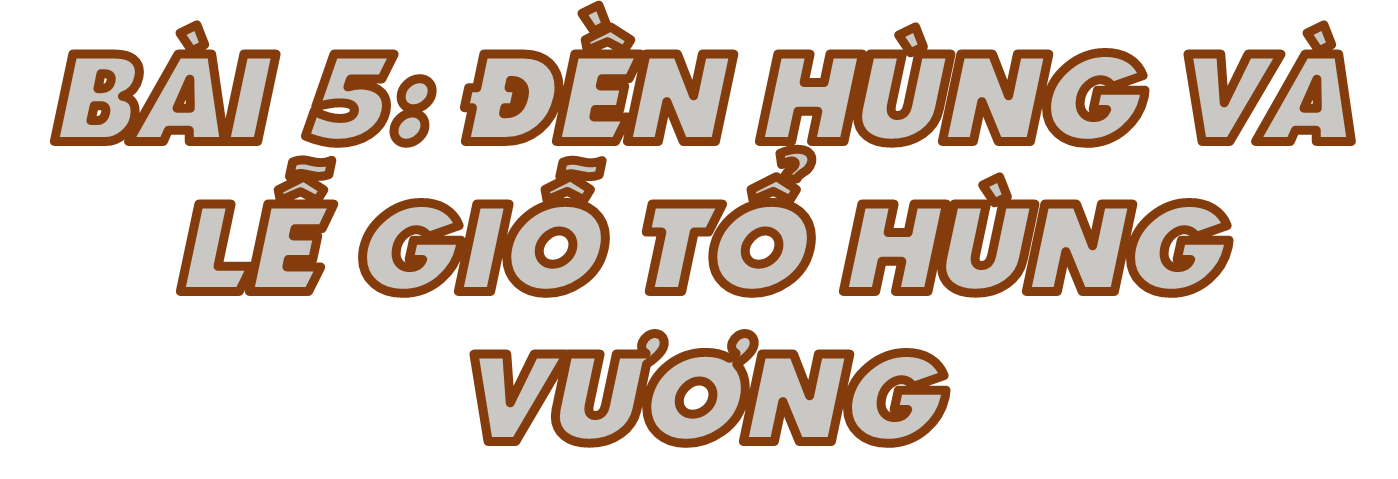 BÀI 5: ĐỀN HÙNG VÀ
LỄ GIỖ TỔ HÙNG
VƯƠNG